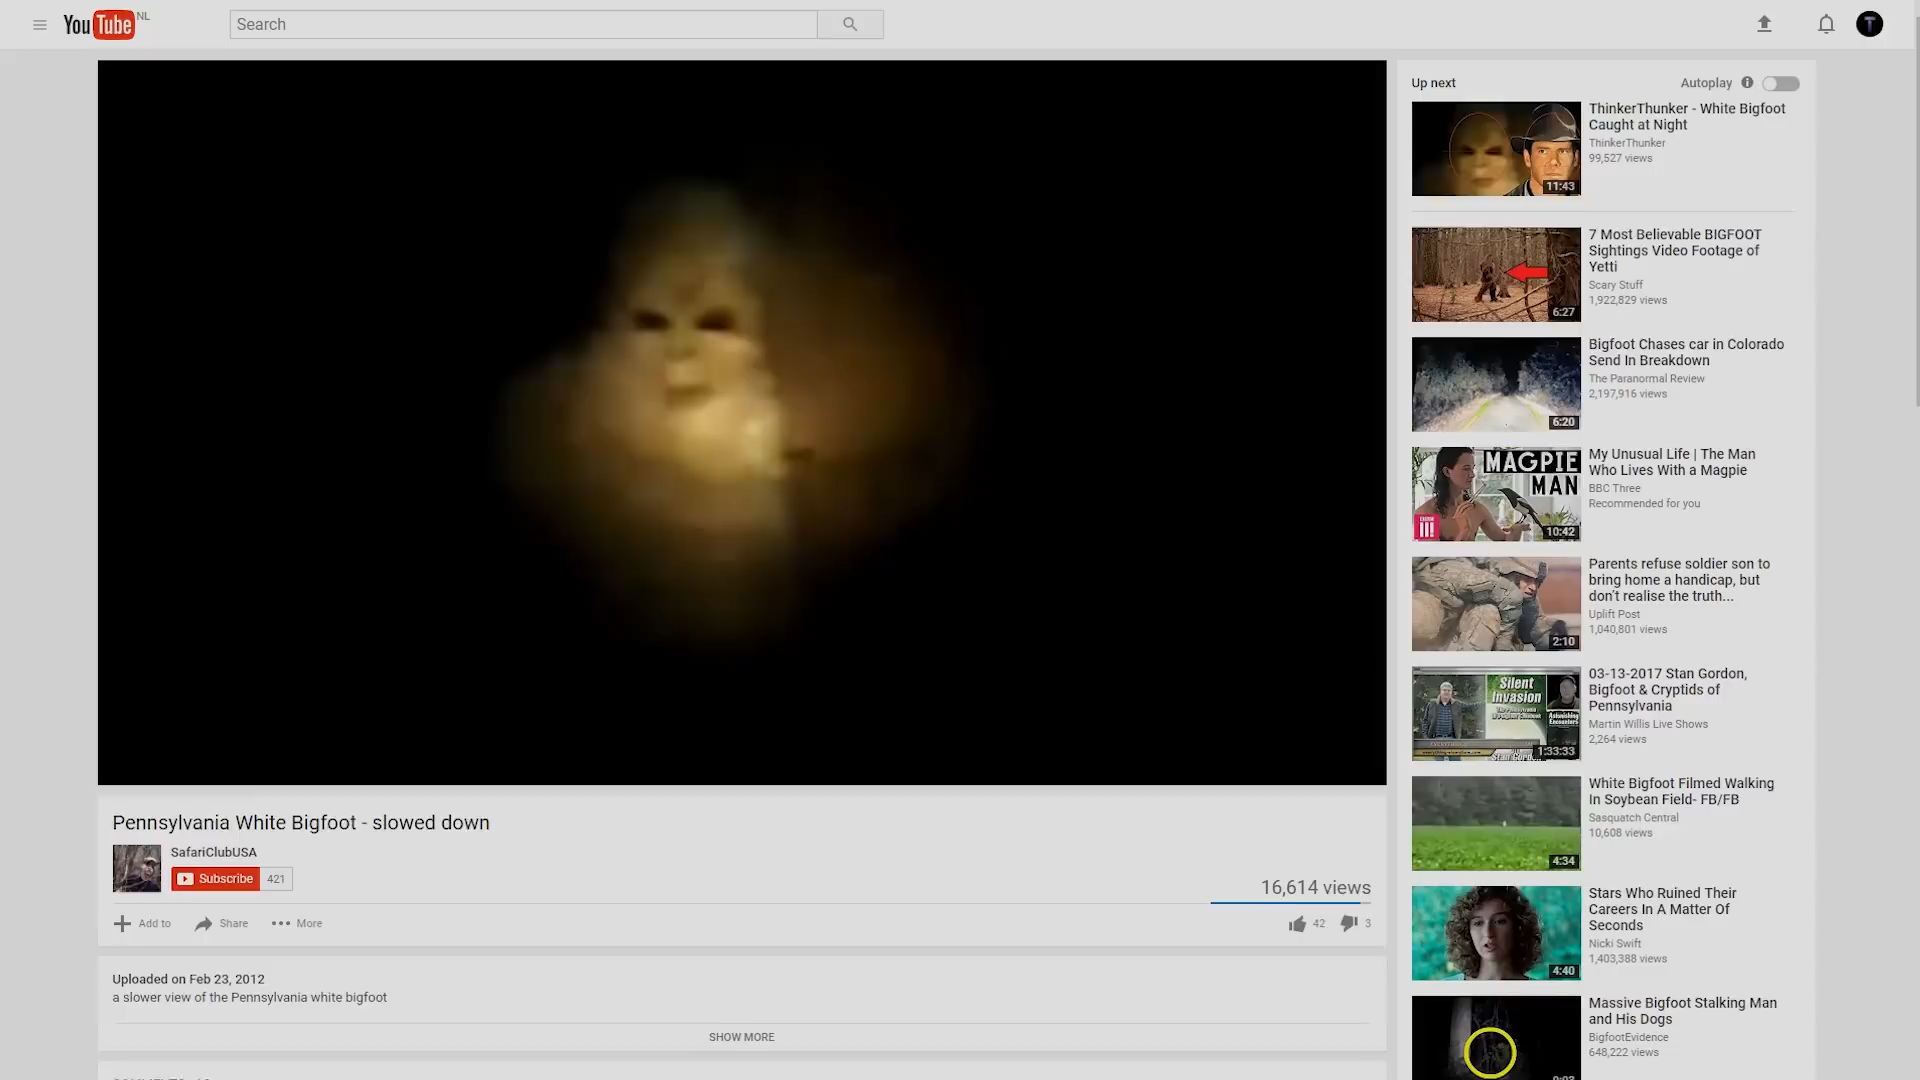 YouTube NL
Search
Up next
Autoplay
ThinkerThunker - White Bigfoot
Caught at Night
ThinkerThunker
99,527 views
11:43
7 Most Believable BIGFOOT
Sightings Video Footage of
Yetti
Scary Stuff
1,922,829 views
6:27
Bigfoot Chases car in Colorado
Send In Breakdown
The Paranormal Review
2,197,916 views
6:20
My Unusual Life | The Man
Who Lives With a Magpie
BBC Three
Recommended for you
MAGPIE
MAN
10:42
Parents refuse soldier son to
bring home a handicap, but
don't realise the truth...
Uplift Post
1,040,801 views
2:10
03-13-2017 Stan Gordon,
Bigfoot & Cryptids of
Pennsylvania
Martin Willis Live Shows
2,264 views
Silent
Invasion
1:33:33
White Bigfoot Filmed Walking
In Soybean Field- FB/FB
Sasquatch Central
10,608 views
4:34
Stars Who Ruined Their
Careers In A Matter Of
Seconds
Nicki Swift
1,403,388 views
4:40
Massive Bigfoot Stalking Man
and His Dogs
BigfootEvidence
648,222 views
Pennsylvania White Bigfoot - slowed down
SafariClubUSA
Subscribe 421
16,614 views
Add to Share More
42 3
Uploaded on Feb 23, 2012
a slower view of the Pennsylvania white bigfoot
SHOW MORE